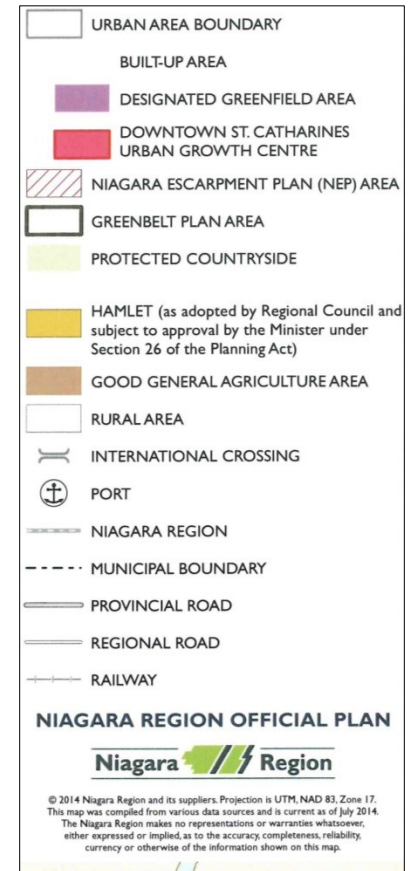 URBAN AREA BOUNDARY
BUILT-UP AREA
DESIGNATED GREENFIELD AREA
DOWNTOWN ST. CATHARINES
URBAN GROWTH CENTRE
NIAGARA ESCARPMENT PLAN (NEP) AREA
GREENBELT PLAN AREA
PROTECTED COUNTRYSIDE
HAMLET (as adopted by Regional Council and
subject to approval by the Minister under
Section 26 of the Planning Act)
GOOD GENERAL AGRICULTURE AREA
RURAL AREA
INTERNATIONAL CROSSING
PORT
NIAGARA REGION
MUNICIPAL BOUNDARY
PROVINCIAL ROAD
REGIONAL ROAD
RAILWAY
NIAGARA REGION OFFICIAL PLAN
Niagara Region
© 2014 Niagara Region and its suppliers. Projection is UTM, NAD 83, Zone 17.
This map was compiled from various data sources and is current as of July 2014.
The Niagara Region makes no representations or warranties whatsoever,
either expressed or implied, as to the accuracy, completeness, reliability,
currency or otherwise of the information shown on this map.